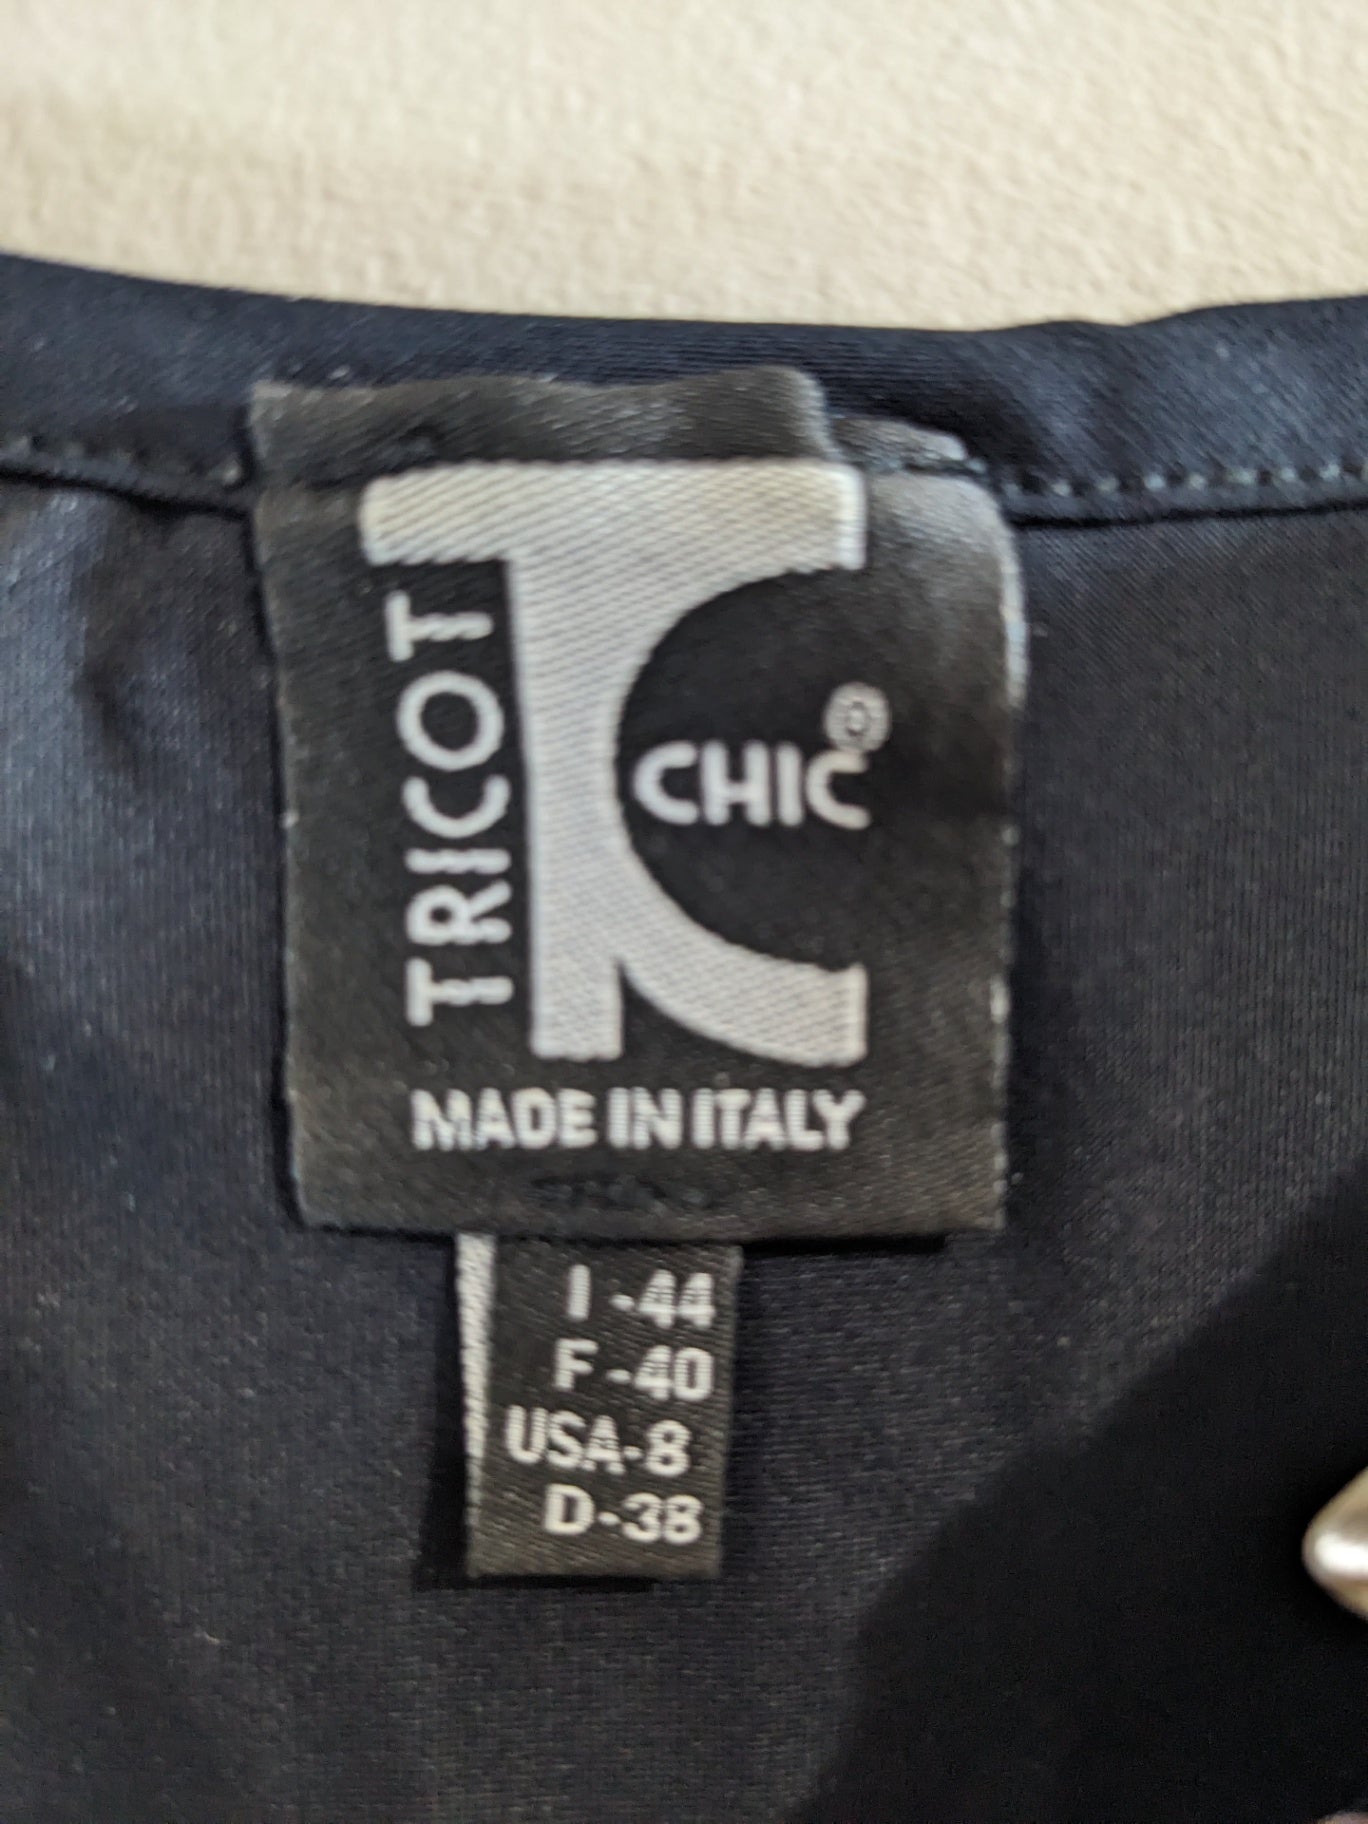 TRICOT
CHIC®
MADE IN ITALY
I - 44
F - 40
USA - 8
D - 38